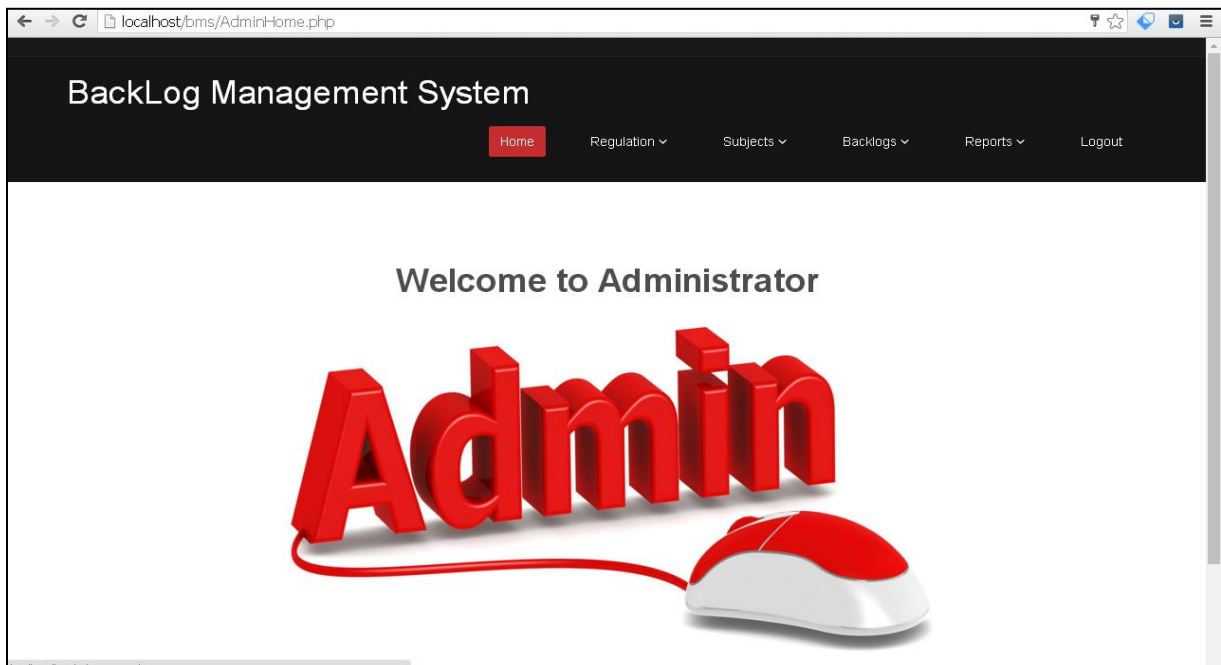 localhost/bms/AdminHome.php
BackLog Management System
Home Regulation Subjects Backlogs Reports Logout
Welcome to Administrator
Admin